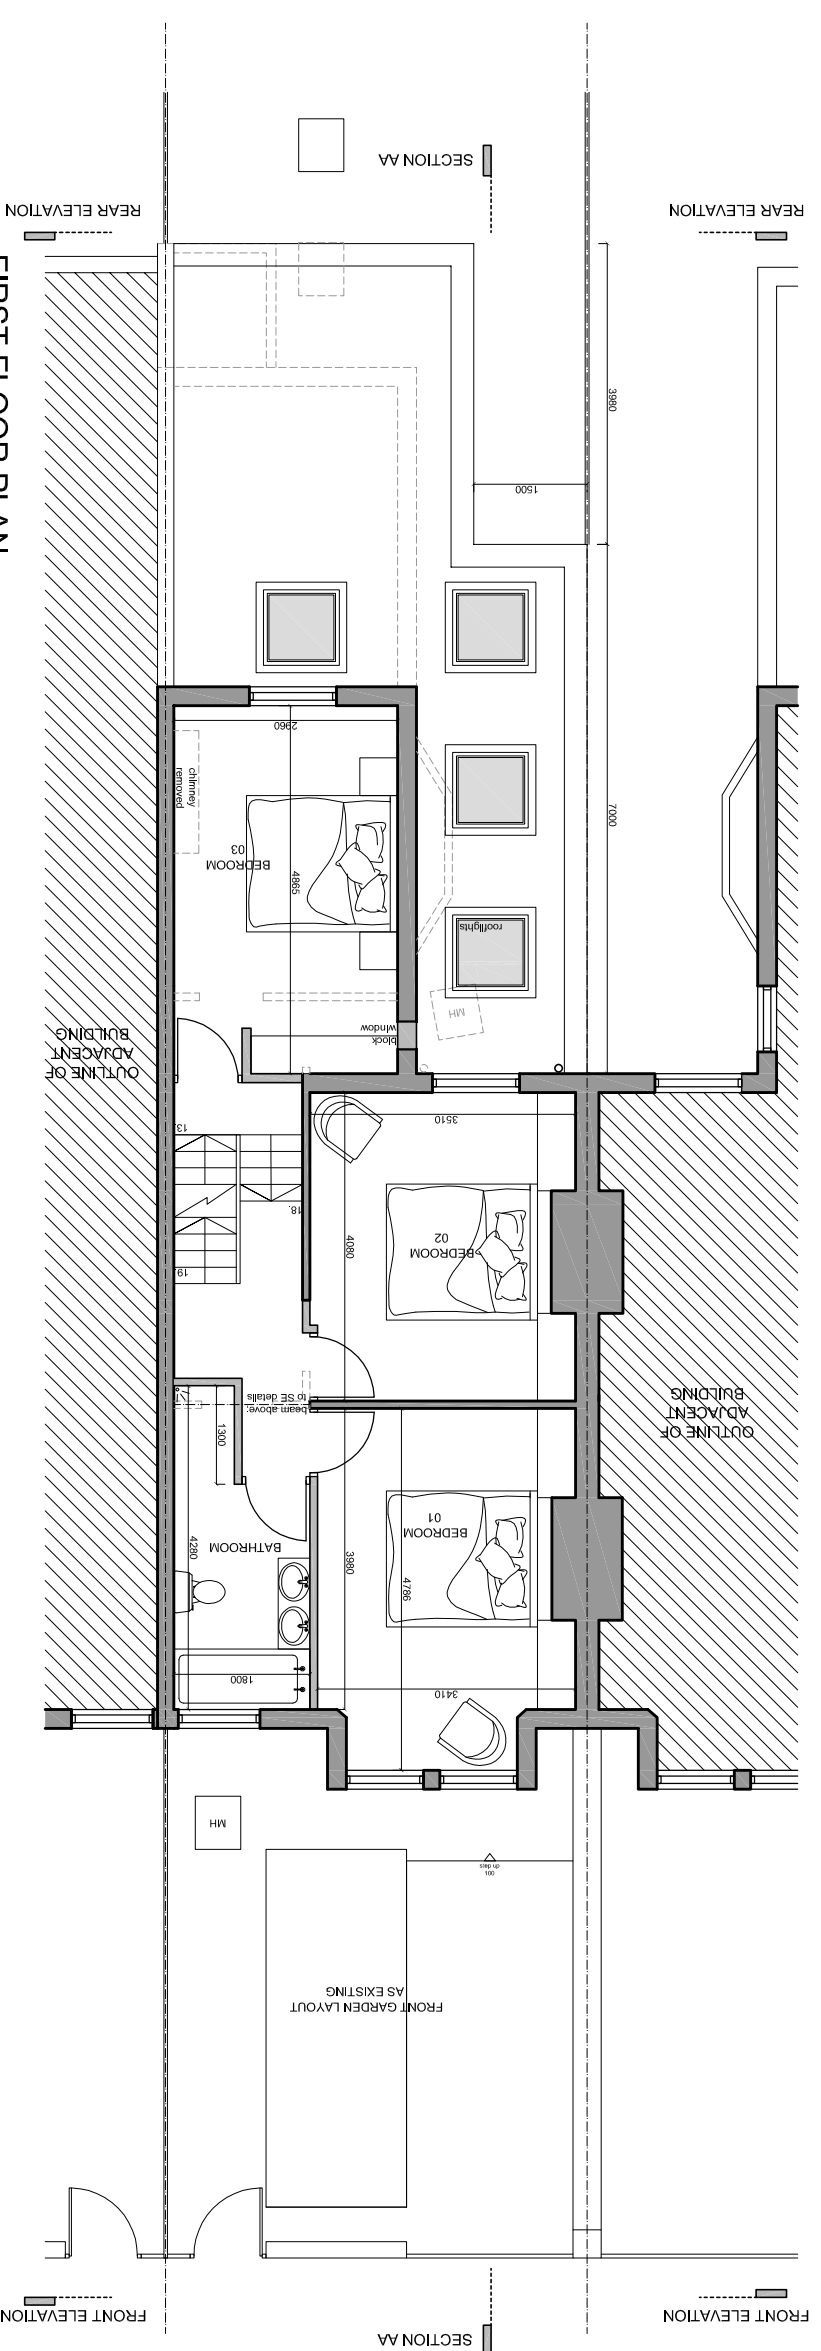 SECTION AA
REAR ELEVATION
REAR ELEVATION
FIRST FLOOR PLAN
3980
1500
2960
chimney
removed
BEDROOM
03
4865
7000
rooflights
MH
block
window
OUTLINE OF
ADJACENT
BUILDING
13.
3510
18.
19.
4080
BEDROOM
02
beam above;
to SE details
1300
OUTLINE OF
ADJACENT
BUILDING
BEDROOM
01
BATHROOM
4280
3980
4786
1800
3410
MH
100
step up
FRONT GARDEN LAYOUT
AS EXISTING
FRONT ELEVATION
FRONT ELEVATION
SECTION AA